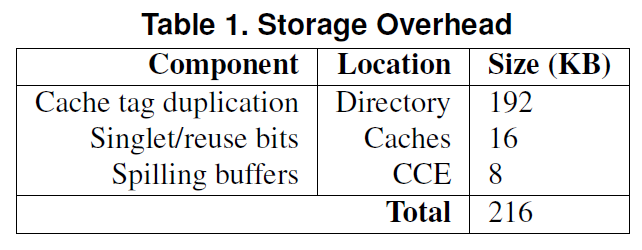 Table 1. Storage Overhead
Component Location Size (KB)
Cache tag duplication Directory 192
Singlet/reuse bits Caches 16
Spilling buffers CCE 8
Total 216